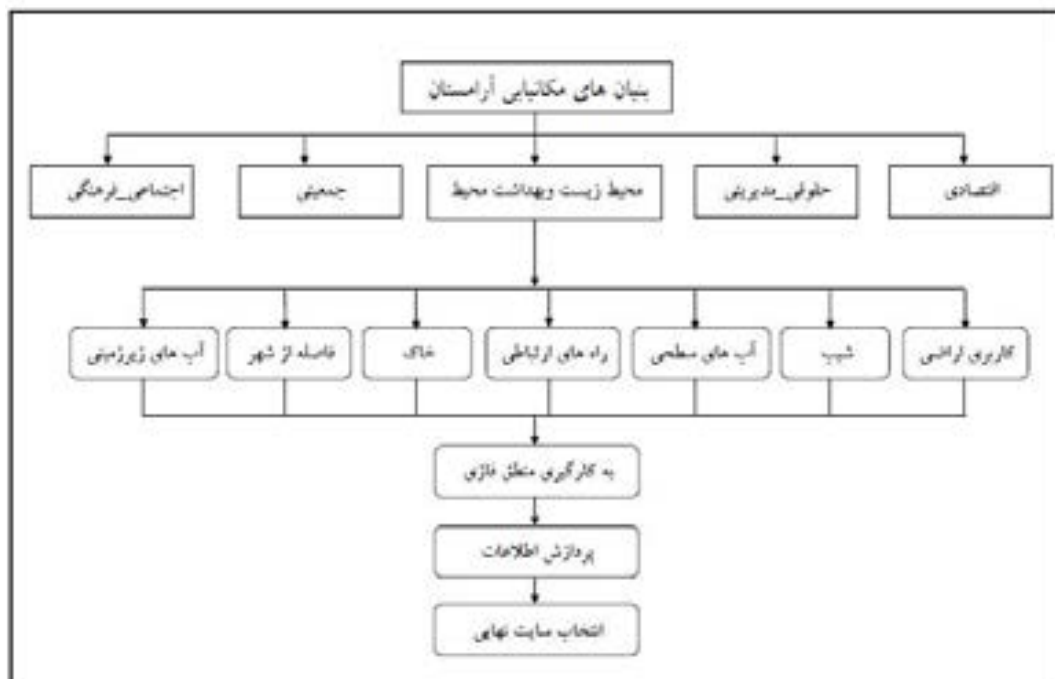 بنیان های مکانیابی آرامستان
اقتصادی
حقوقی_مدیریتی
محیط زیست وبهداشت محیط
جمعیتی
اجتماعی_فرهنگی
کاربری اراضی
شیب
آب های سطحی
راه های ارتباطی
خاک
فاصله از شهر
آب های زیرزمینی
به کارگیری منطق فازی
پردازش اطلاعات
انتخاب سایت نهایی